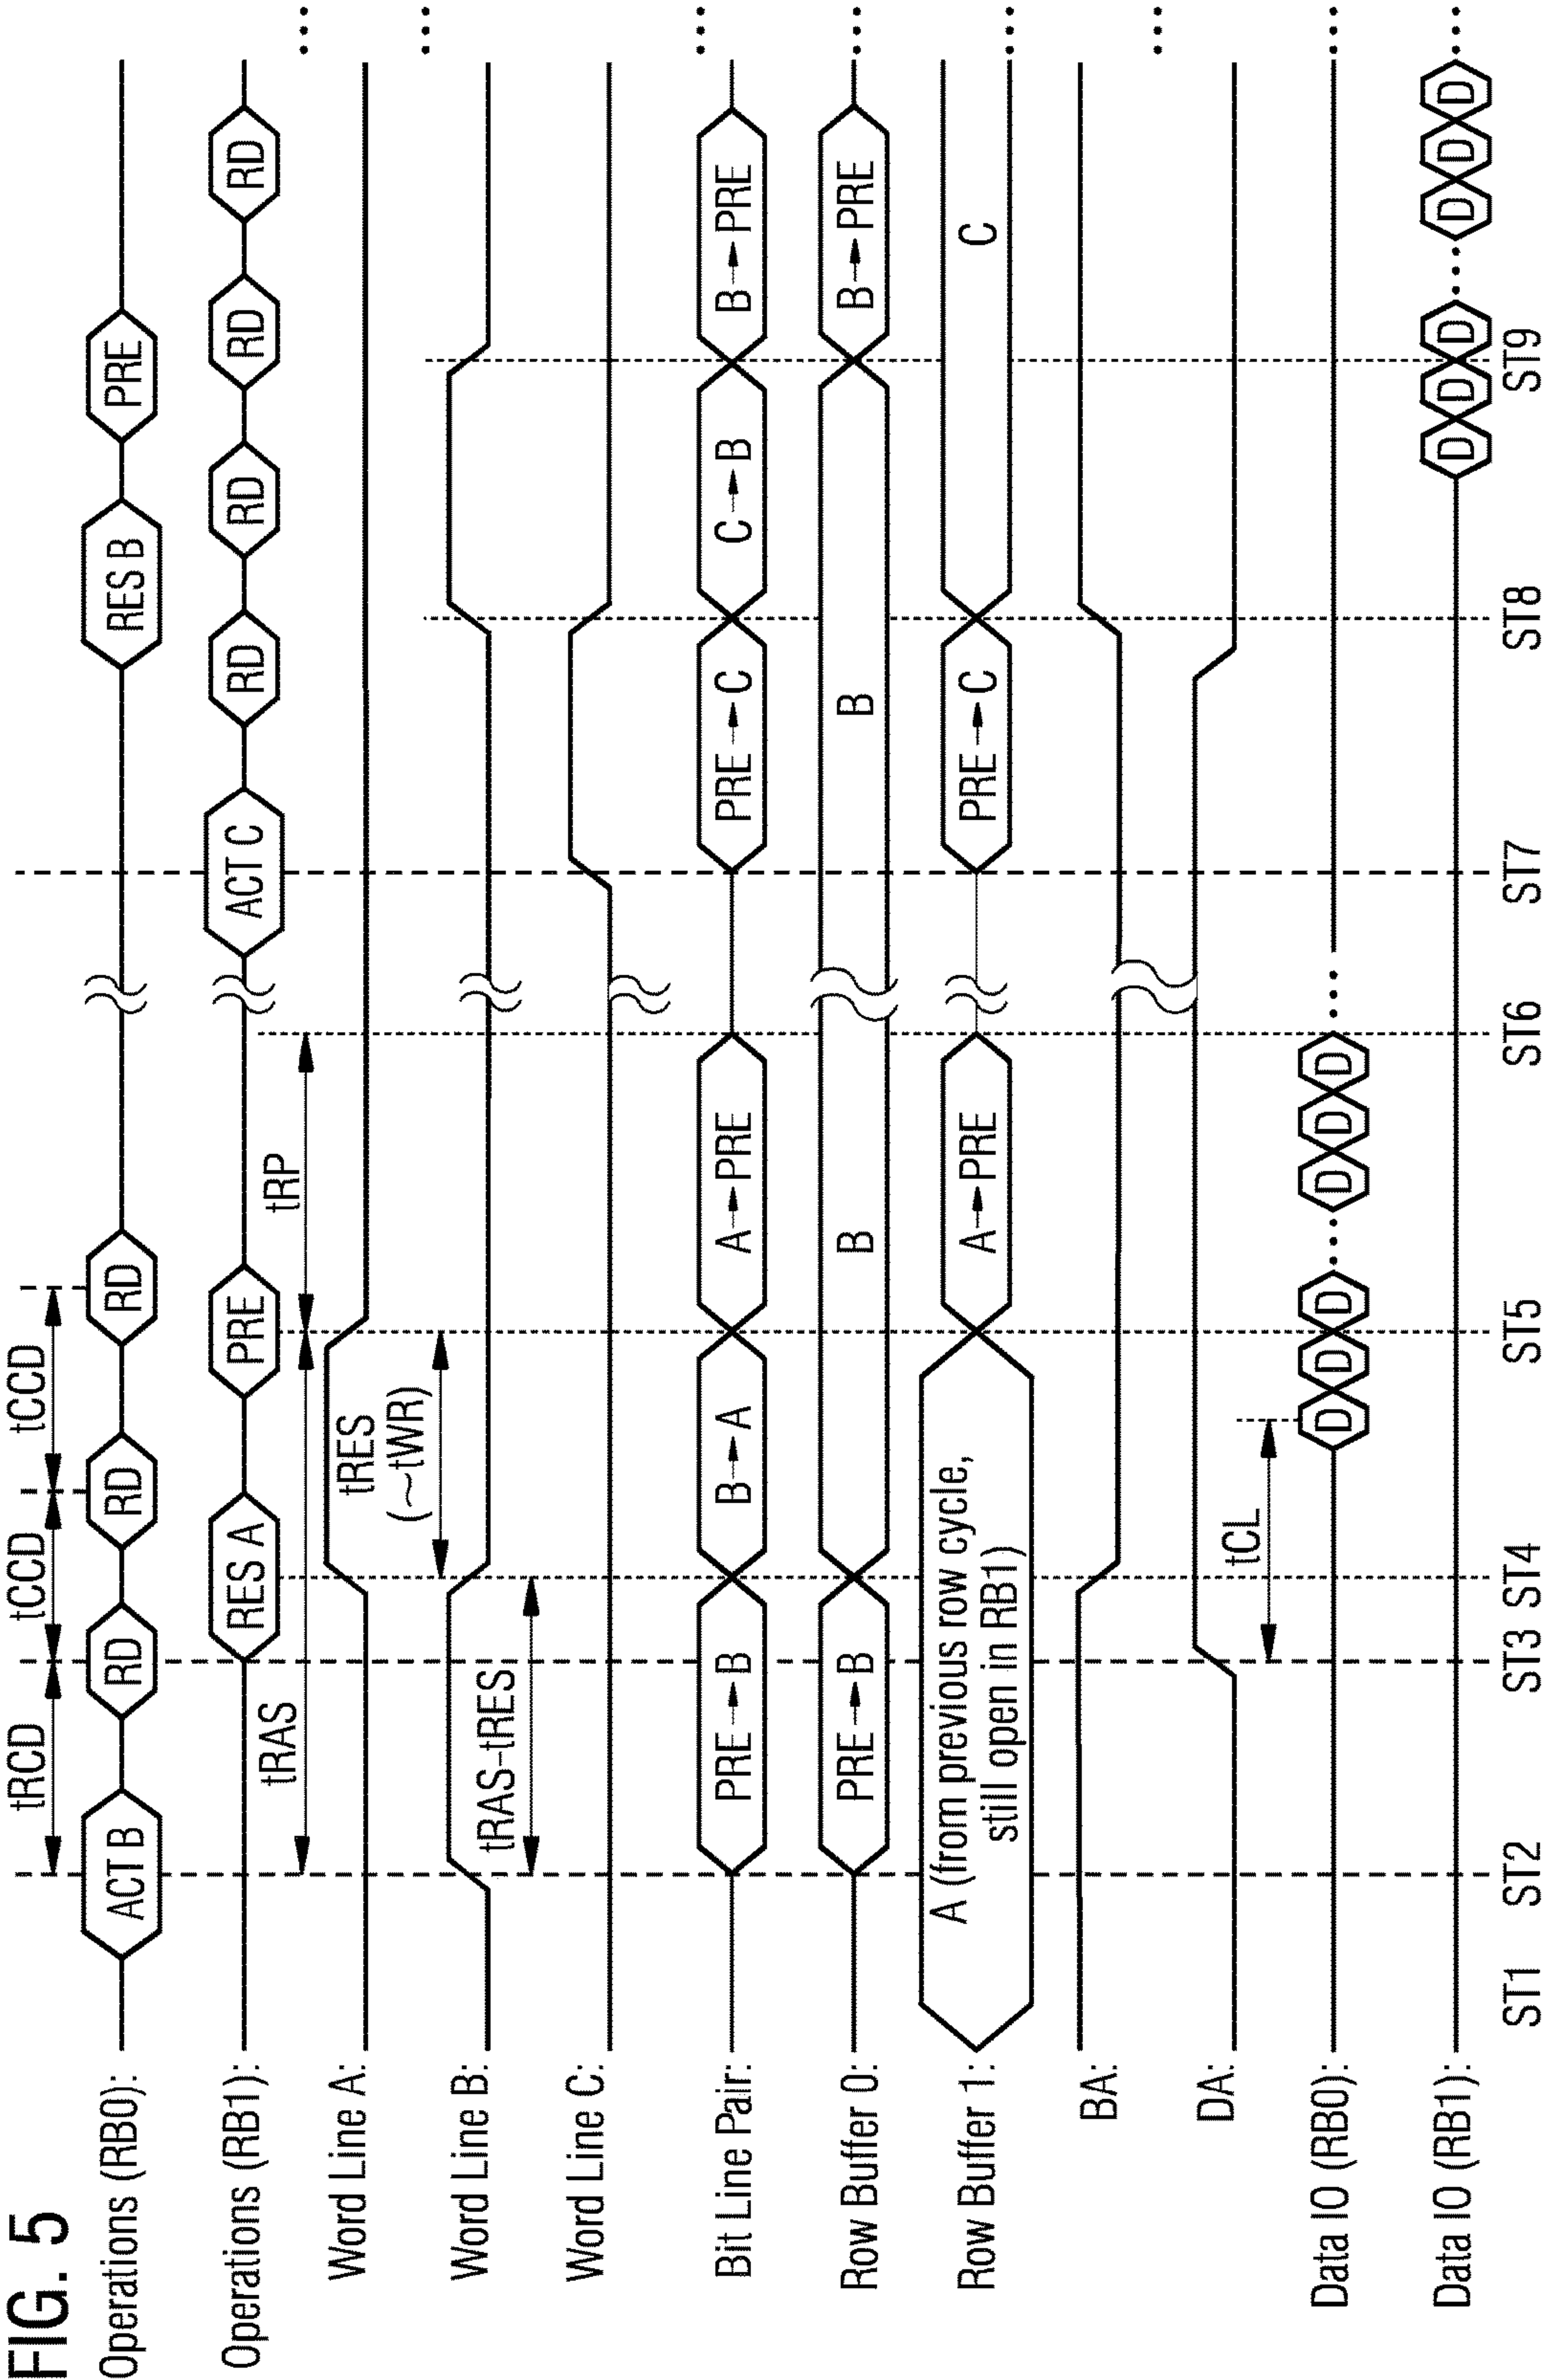 FIG. 5
tRCD tCCD tCCD
Operations (RB0): ACT B RD RD RD RES B PRE
Operations (RB1): RES A PRE ACT C RD RD RD RD
tRAS tRP
Word Line A:
tRES
(~tWR)
Word Line B:
tRAS-tRES
Word Line C:
Bit Line Pair: PRE→B B→A A→PRE PRE→C C→B B→PRE
Row Buffer 0: PRE→B B B B→PRE
Row Buffer 1: A (from previous row cycle,
still open in RB1) A→PRE PRE→C C
BA:
DA:
tCL
Data IO (RB0): D D D D D D
Data IO (RB1): D D D D D D
ST1 ST2 ST3 ST4 ST5 ST6 ST7 ST8 ST9